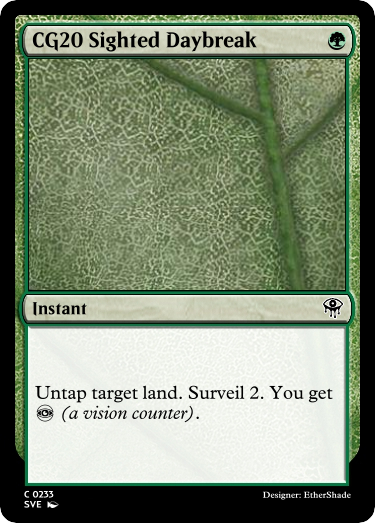 CG20 Sighted Daybreak
Instant
Untap target land. Surveil 2. You get
(a vision counter).
C 0233
SVE
Designer: EtherShade